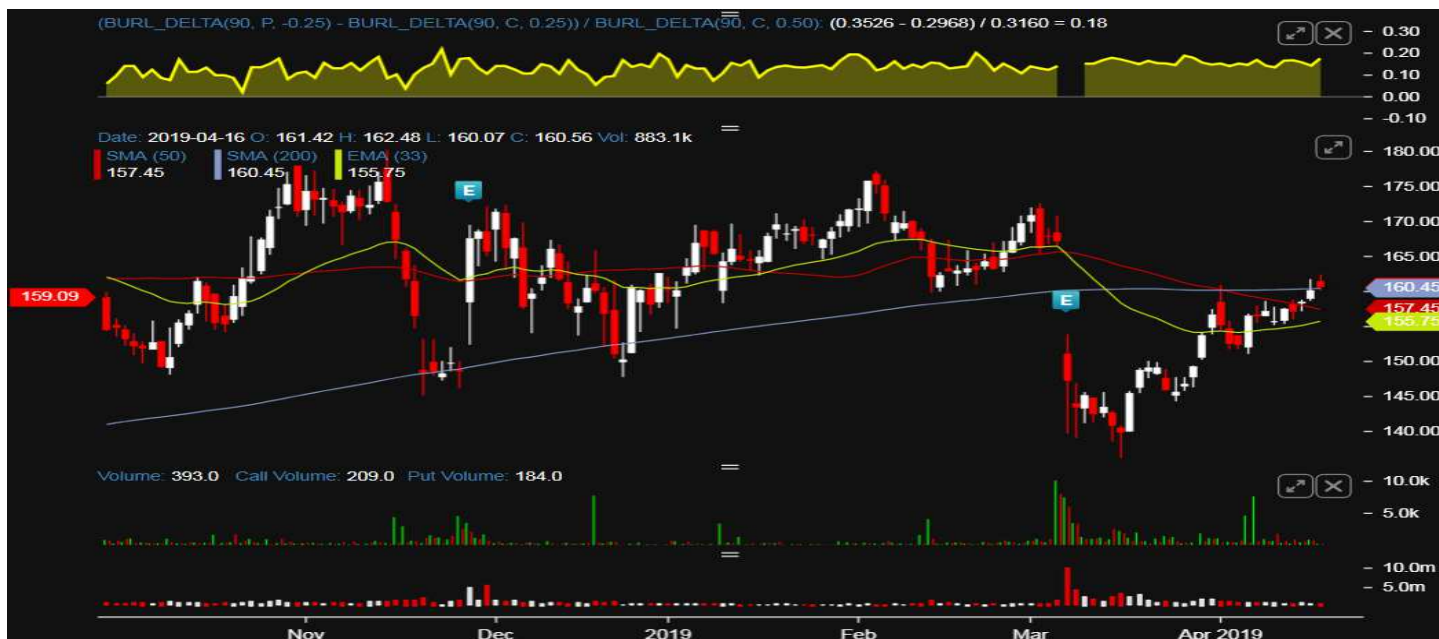 (BURL_DELTA(90, P, -0.25) - BURL_DELTA(90, C, 0.25)) / BURL_DELTA(90, C, 0.50): (0.3526 - 0.2968) / 0.3160 = 0.18
0.30
0.20
0.10
0.00
-0.10
Date: 2019-04-16 O: 161.42 H: 162.48 L: 160.07 C: 160.56 Vol: 883.1k
SMA (50) SMA (200) EMA (33)
157.45 160.45 155.75
180.00
175.00
170.00
165.00
160.45
157.45
155.75
150.00
145.00
140.00
159.09
E
E
Volume: 393.0 Call Volume: 209.0 Put Volume: 184.0
10.0k
5.0k
10.0m
5.0m
Nov Dec 2019 Feb Mar Apr 2019